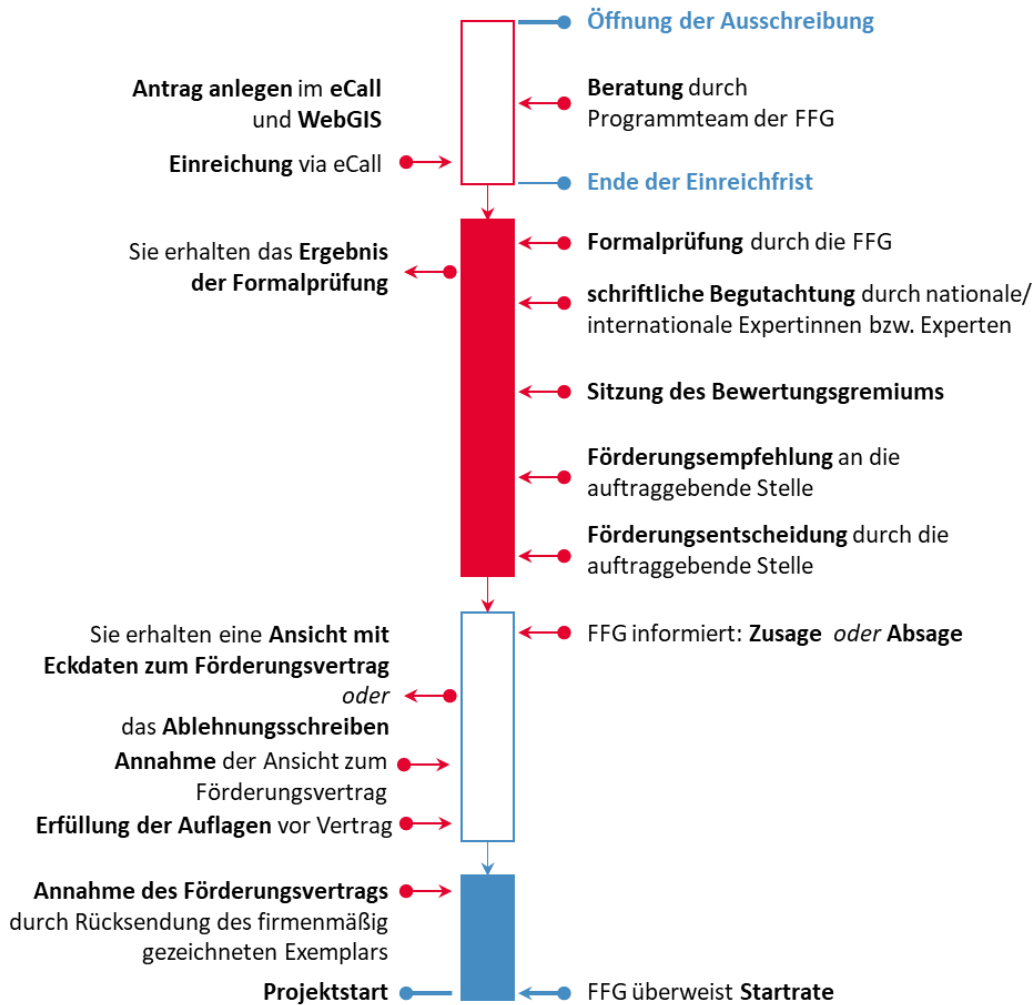 Öffnung der Ausschreibung
Antrag anlegen im eCall
und WebGIS
Beratung durch
Programmteam der FFG
Einreichung via eCall
Ende der Einreichfrist
Formalprüfung durch die FFG
Sie erhalten das Ergebnis
der Formalprüfung
schriftliche Begutachtung durch nationale/
internationale Expertinnen bzw. Experten
Sitzung des Bewertungsgremiums
Förderungsempfehlung an die
auftraggebende Stelle
Förderungsentscheidung durch die
auftraggebende Stelle
FFG informiert: Zusage oder Absage
Sie erhalten eine Ansicht mit
Eckdaten zum Förderungsvertrag
oder
das Ablehnungsschreiben
Annahme der Ansicht zum
Förderungsvertrag
Erfüllung der Auflagen vor Vertrag
Annahme des Förderungsvertrags
durch Rücksendung des firmenmäßig
gezeichneten Exemplars
Projektstart
FFG überweist Startrate